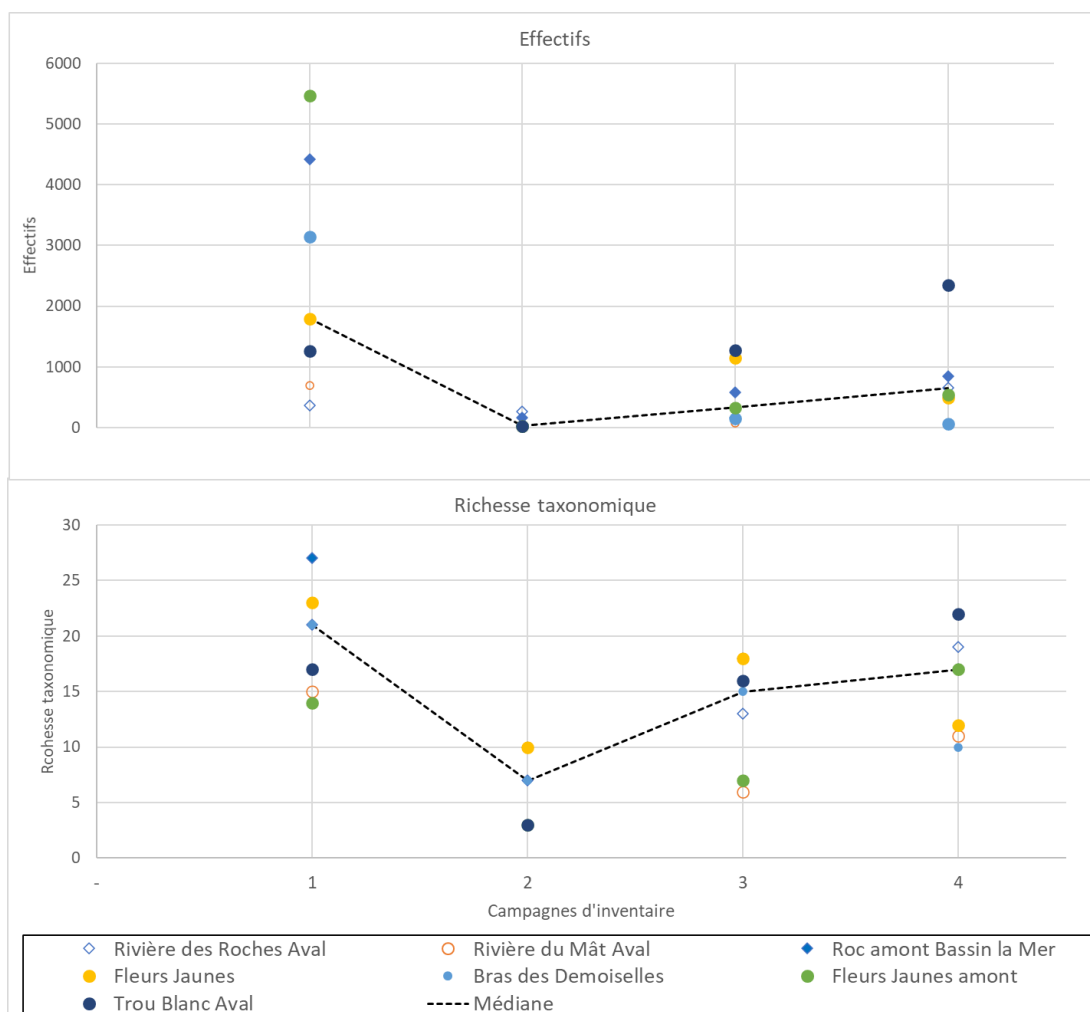 Effectifs
6000
5000
4000
3000
2000
1000
0
Effectifs
Richesse taxonomique
30
25
20
15
10
5
0
Rcohesse taxonomique
- 1 2 3 4
Campagnes d'inventaire
Rivière des Roches Aval Rivière du Mât Aval Roc amont Bassin la Mer
Fleurs Jaunes Bras des Demoiselles Fleurs Jaunes amont
Trou Blanc Aval Médiane